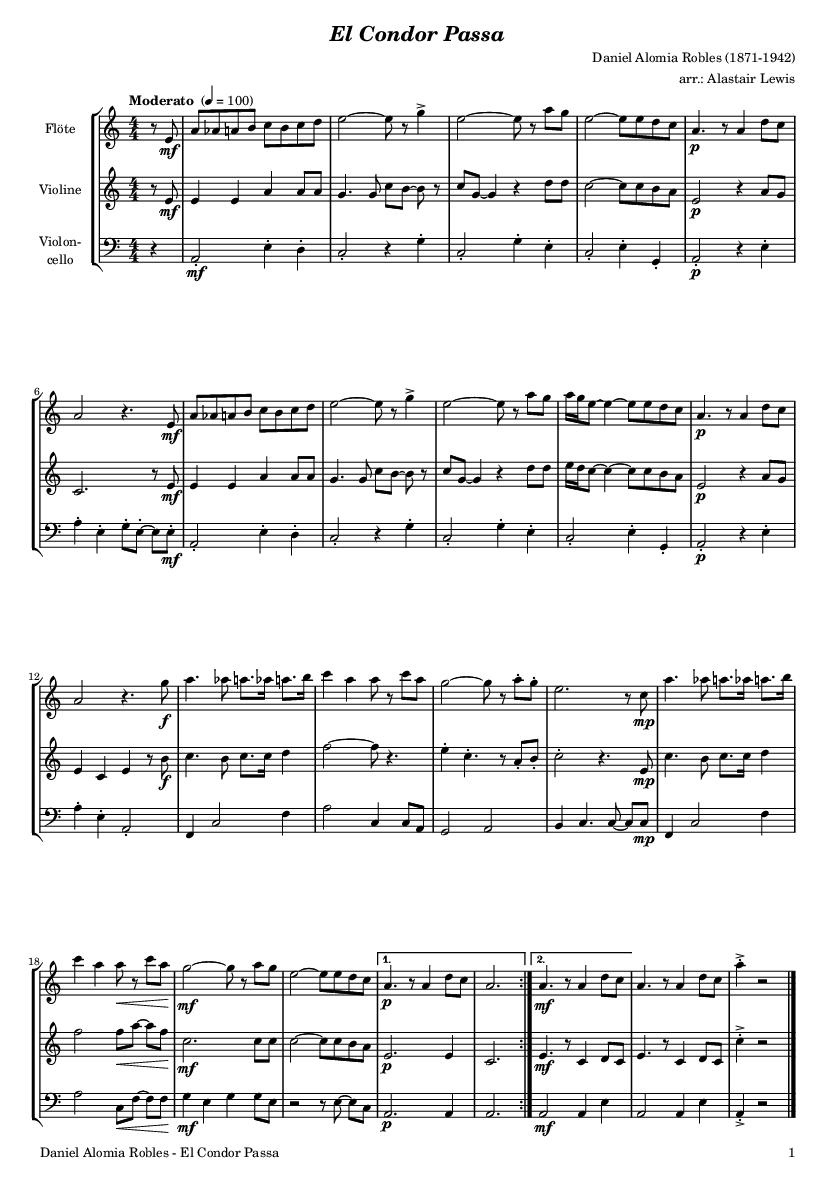 El Condor Passa
Daniel Alomia Robles (1871-1942)
arr.: Alastair Lewis
Moderato (♩ = 100)
Flöte
mf
p
Violine
mf
p
Violon-
cello
mf
p
6
mf
p
mf
p
mf
p
12
f
mp
f
mp
mp
18
mf
1.
p
2.
mf
mf
p
mf
mf
p
mf
Daniel Alomia Robles - El Condor Passa
1